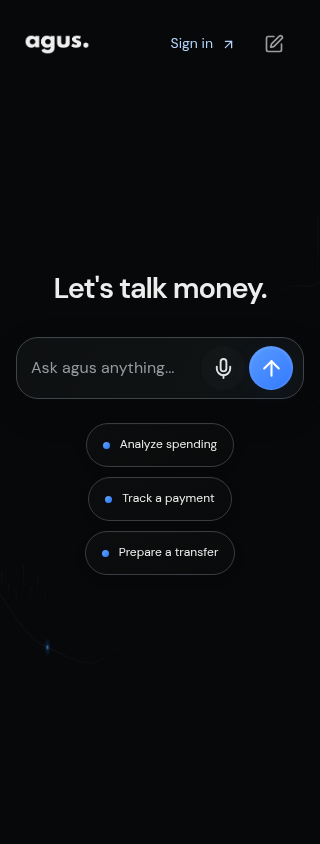 agus.
Sign in
Let's talk money.
Ask agus anything...
Analyze spending
Track a payment
Prepare a transfer